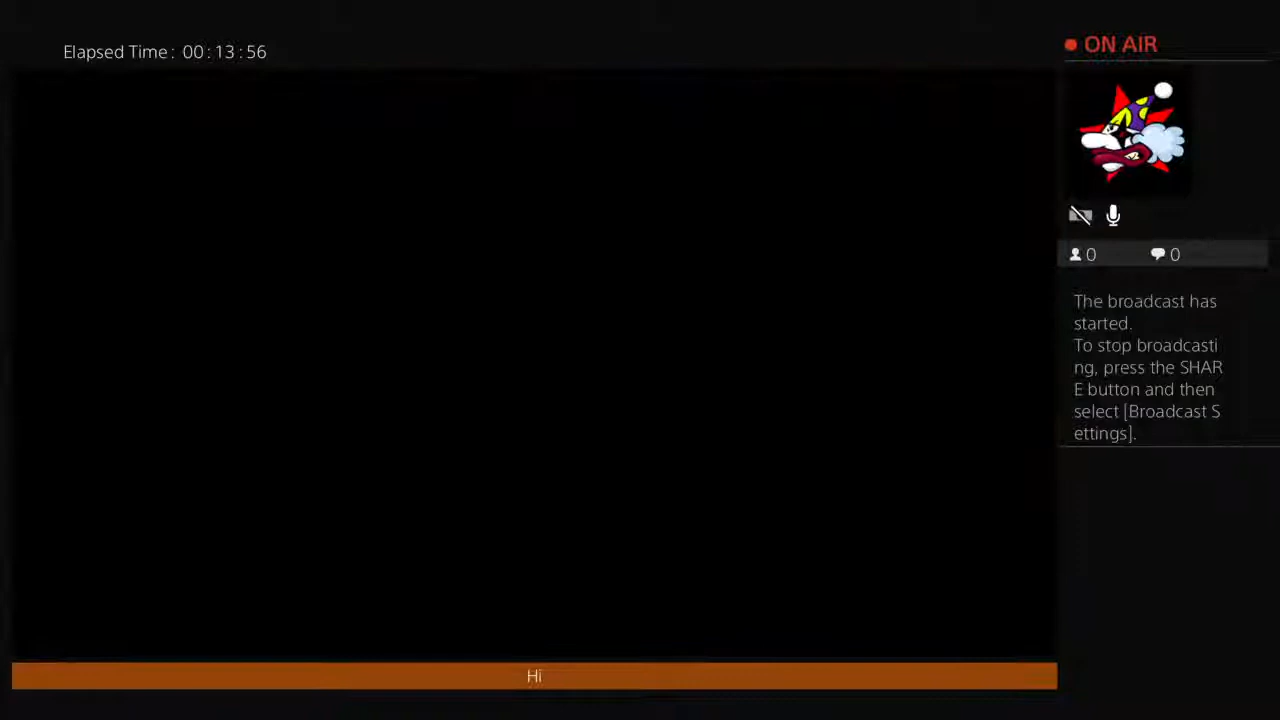 Elapsed Time: 00:13:56
ON AIR
0 0
The broadcast has
started.
To stop broadcasti
ng, press the SHAR
E button and then
select [Broadcast S
ettings].
Hi